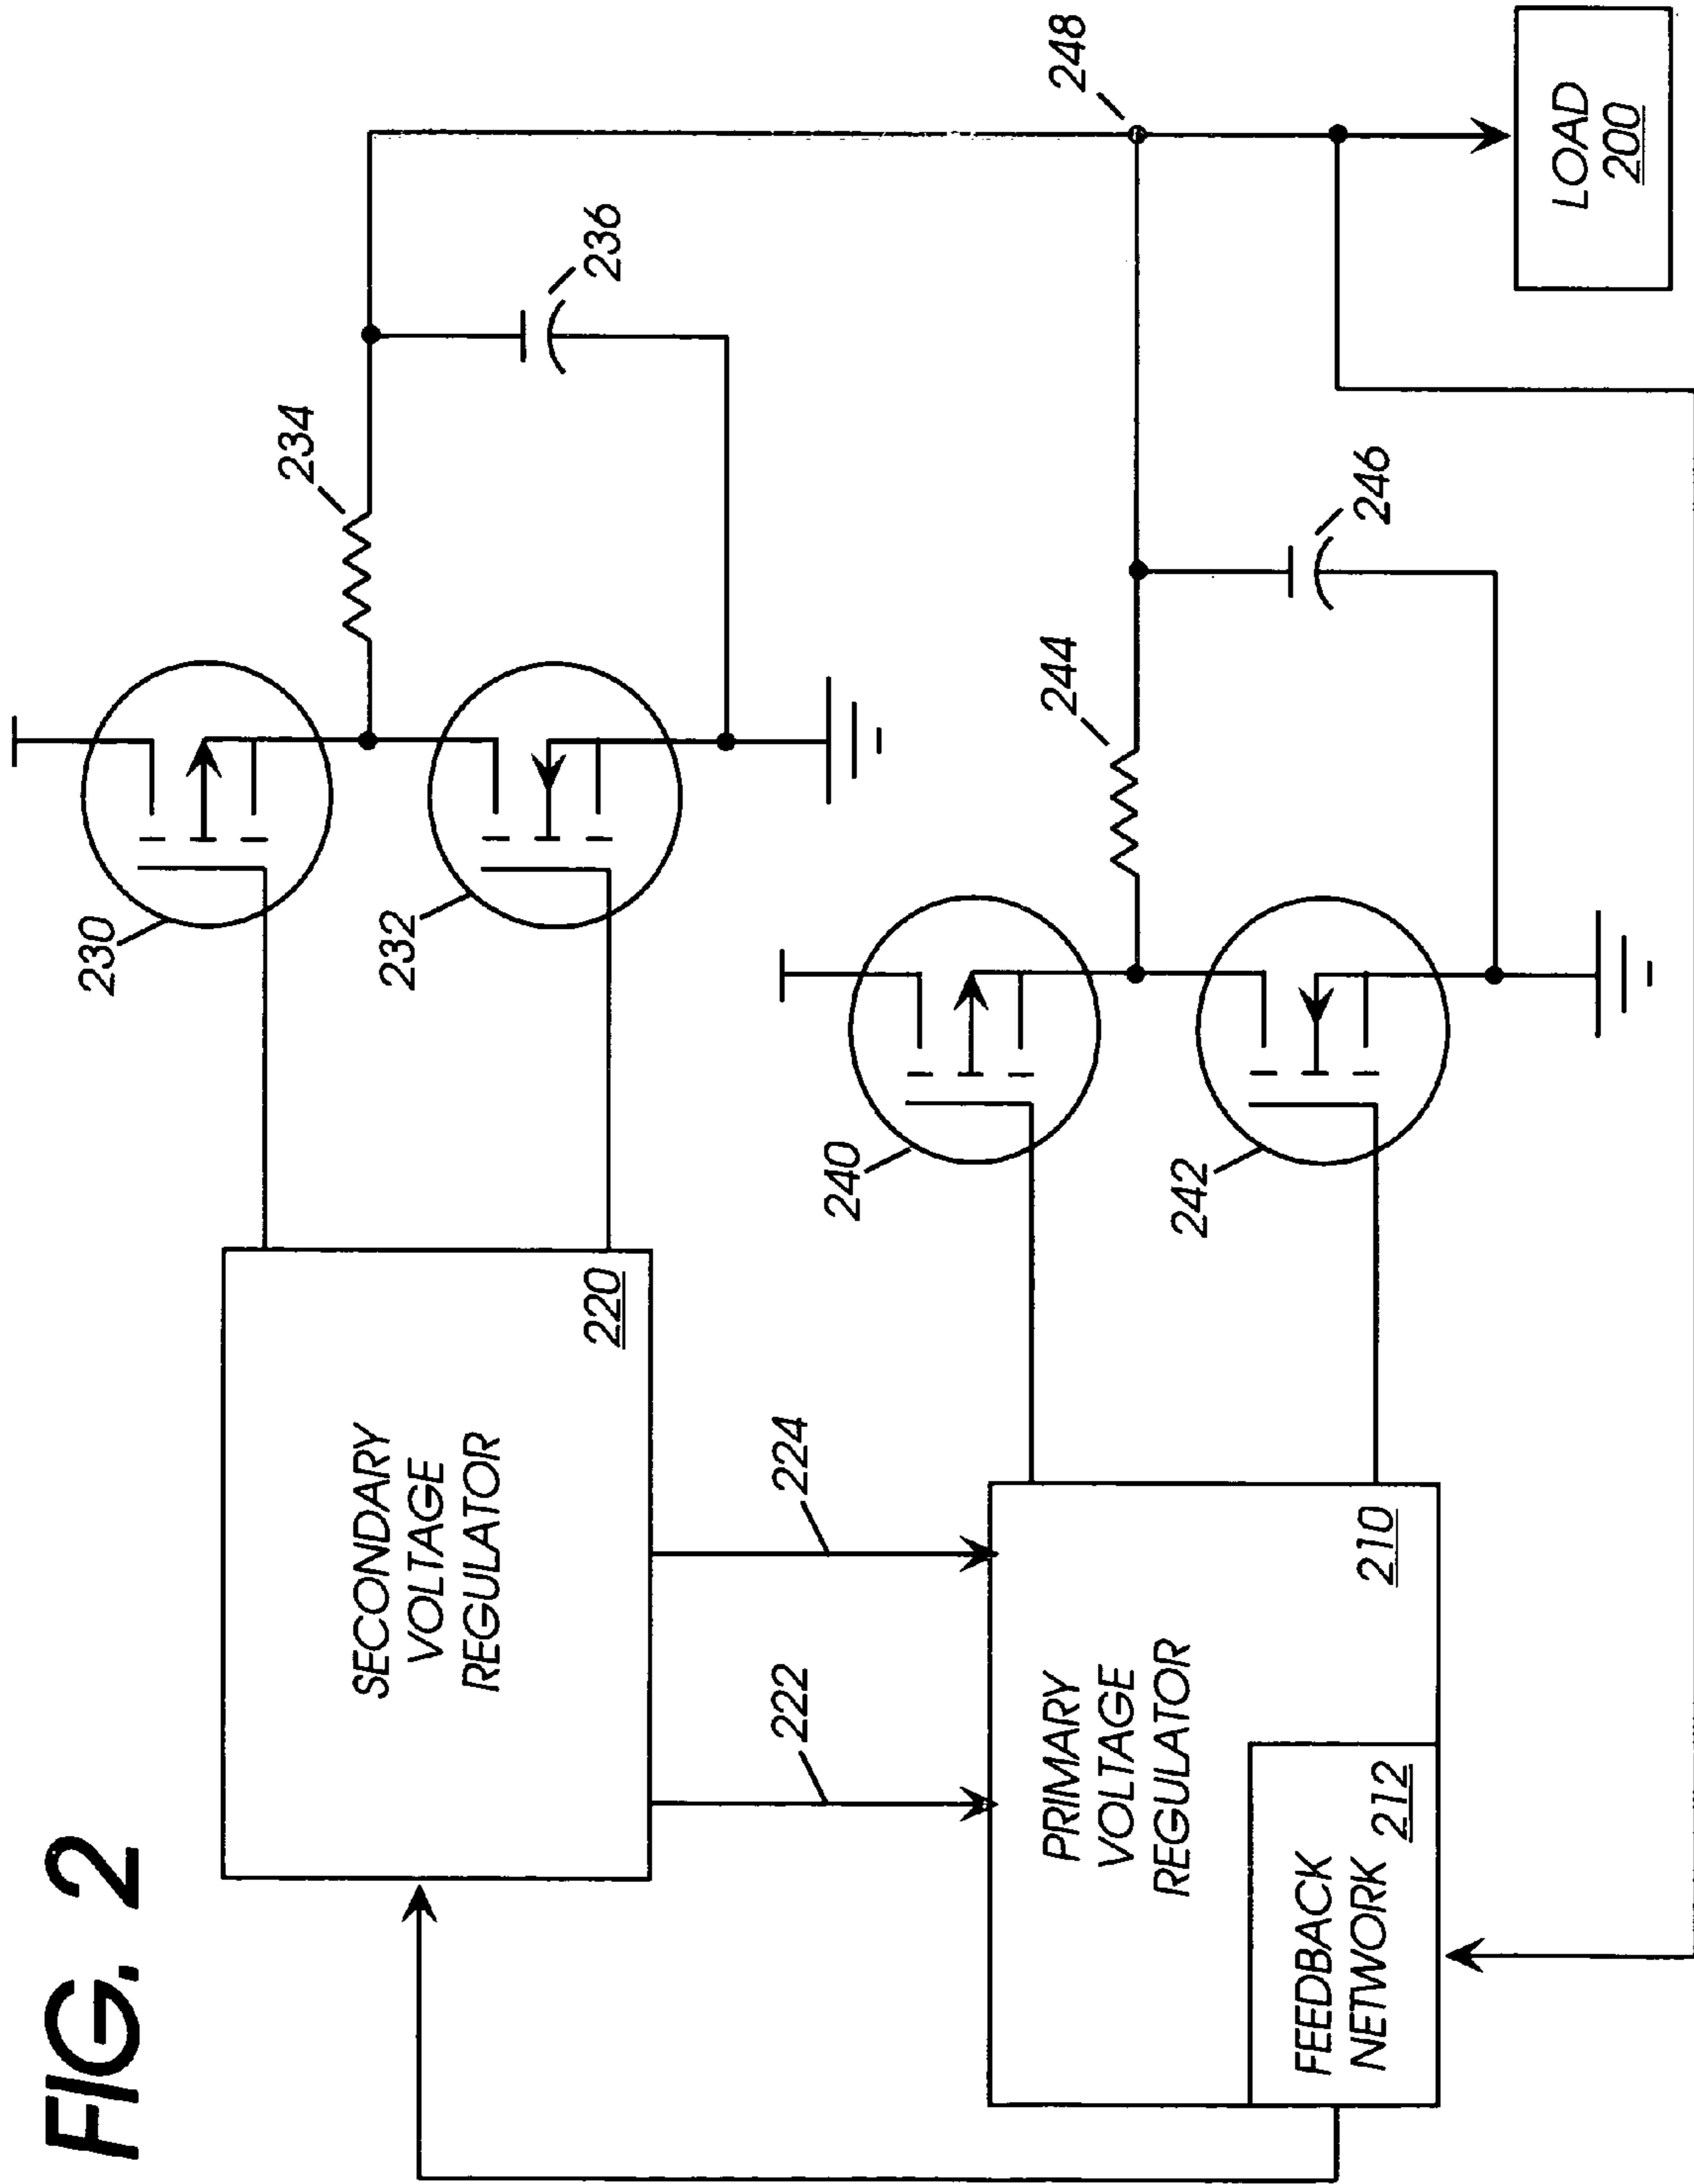 FIG. 2
SECONDARY
VOLTAGE
REGULATOR
220
230
232
234
236
222
224
PRIMARY
VOLTAGE
REGULATOR
210
FEEDBACK
NETWORK
212
240
242
244
246
248
LOAD
200